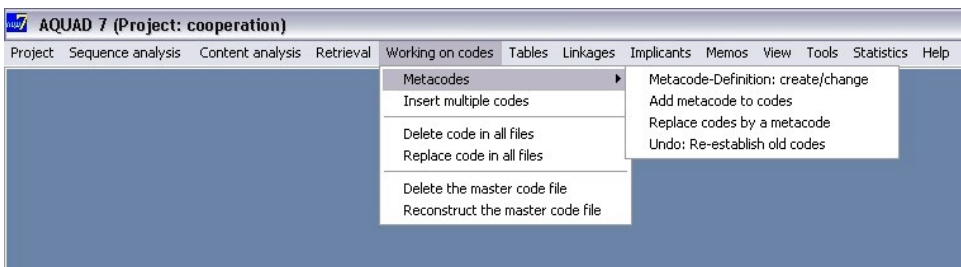 AQUAD 7 (Project: cooperation)
Project Sequence analysis Content analysis Retrieval Working on codes Tables Linkages Implicants Memos View Tools Statistics Help
Metacodes
Insert multiple codes
Delete code in all files
Replace code in all files
Delete the master code file
Reconstruct the master code file
Metacode-Definition: create/change
Add metacode to codes
Replace codes by a metacode
Undo: Re-establish old codes